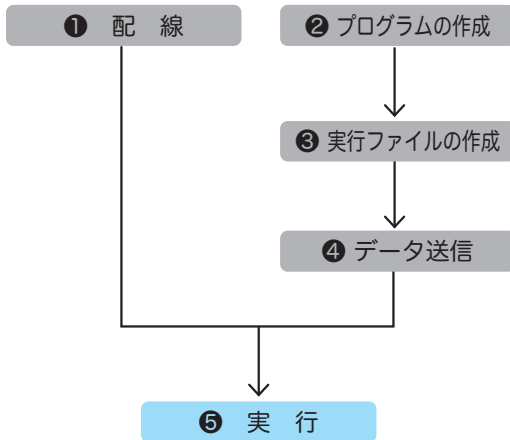 ❶ 配 線
❷ プログラムの作成
❸ 実行ファイルの作成
❹ データ送信
❺ 実 行